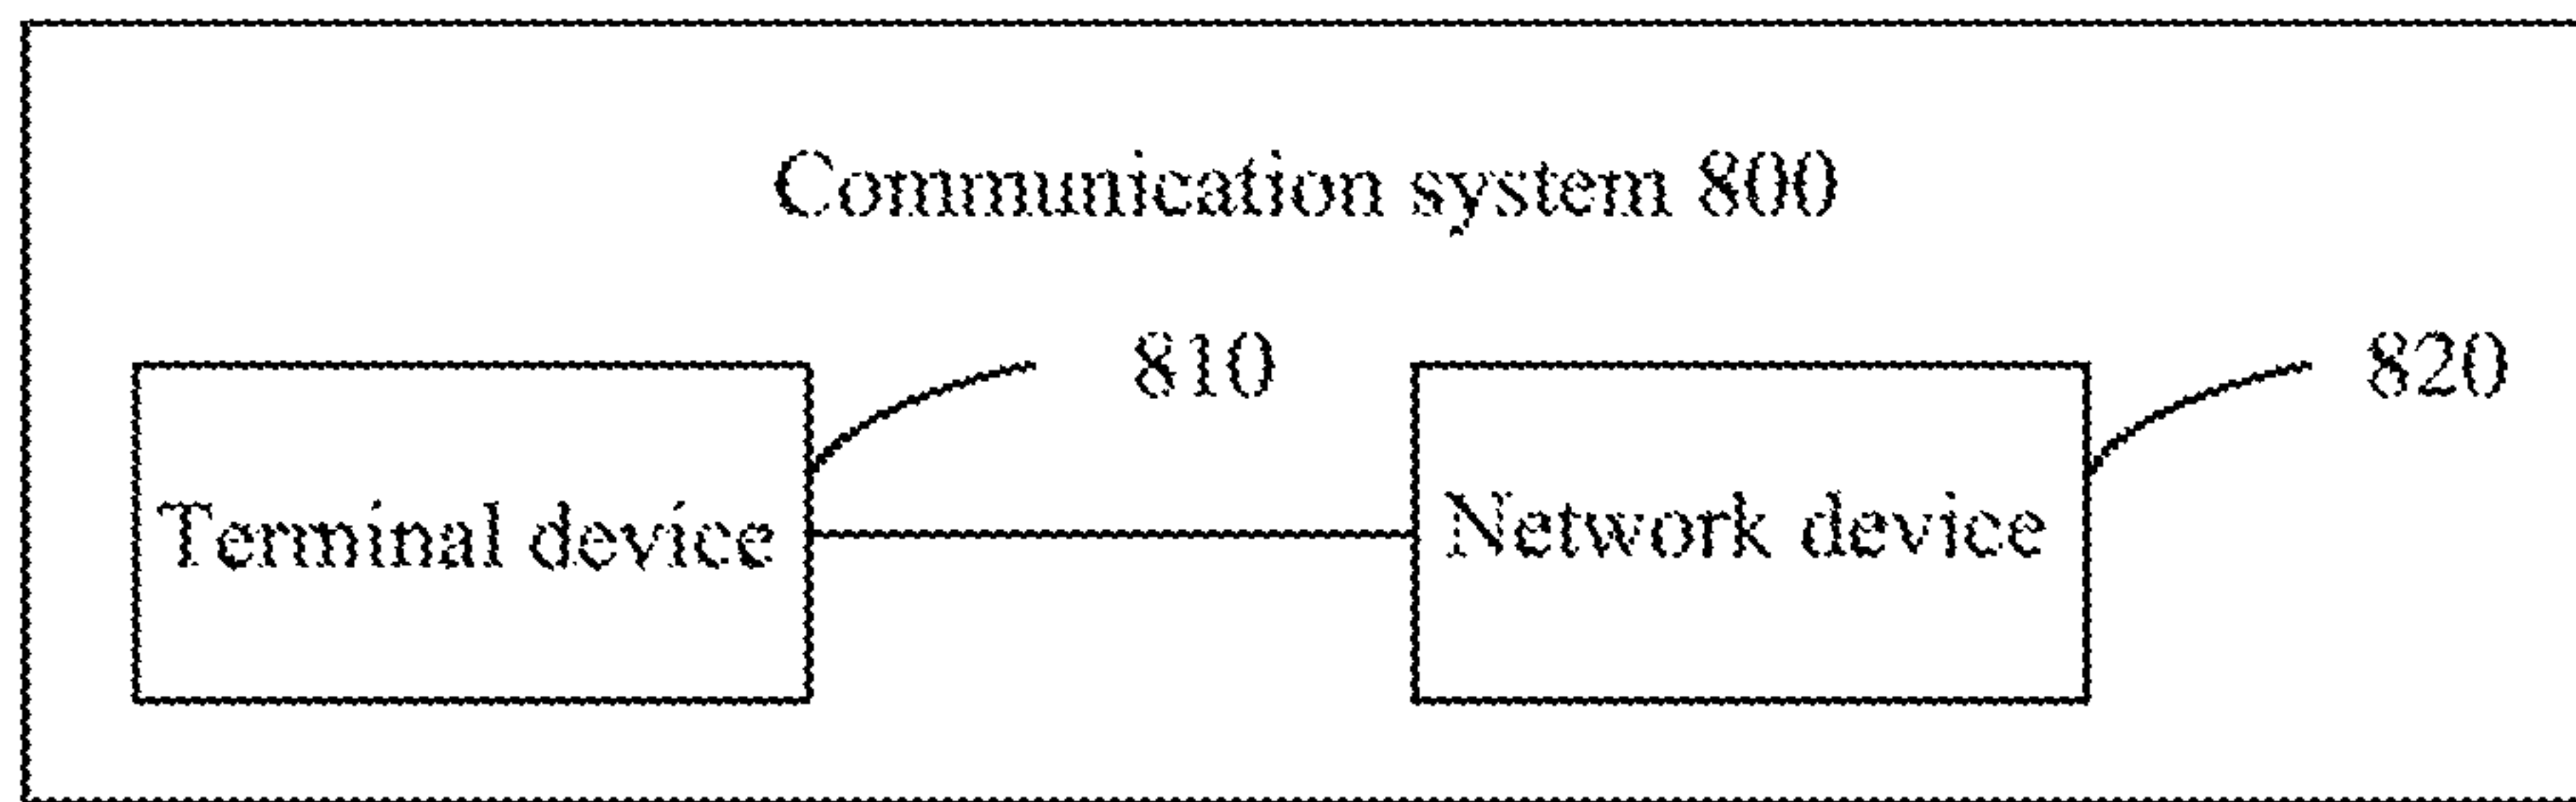 Communication system 800
810
820
Terminal device
Network device